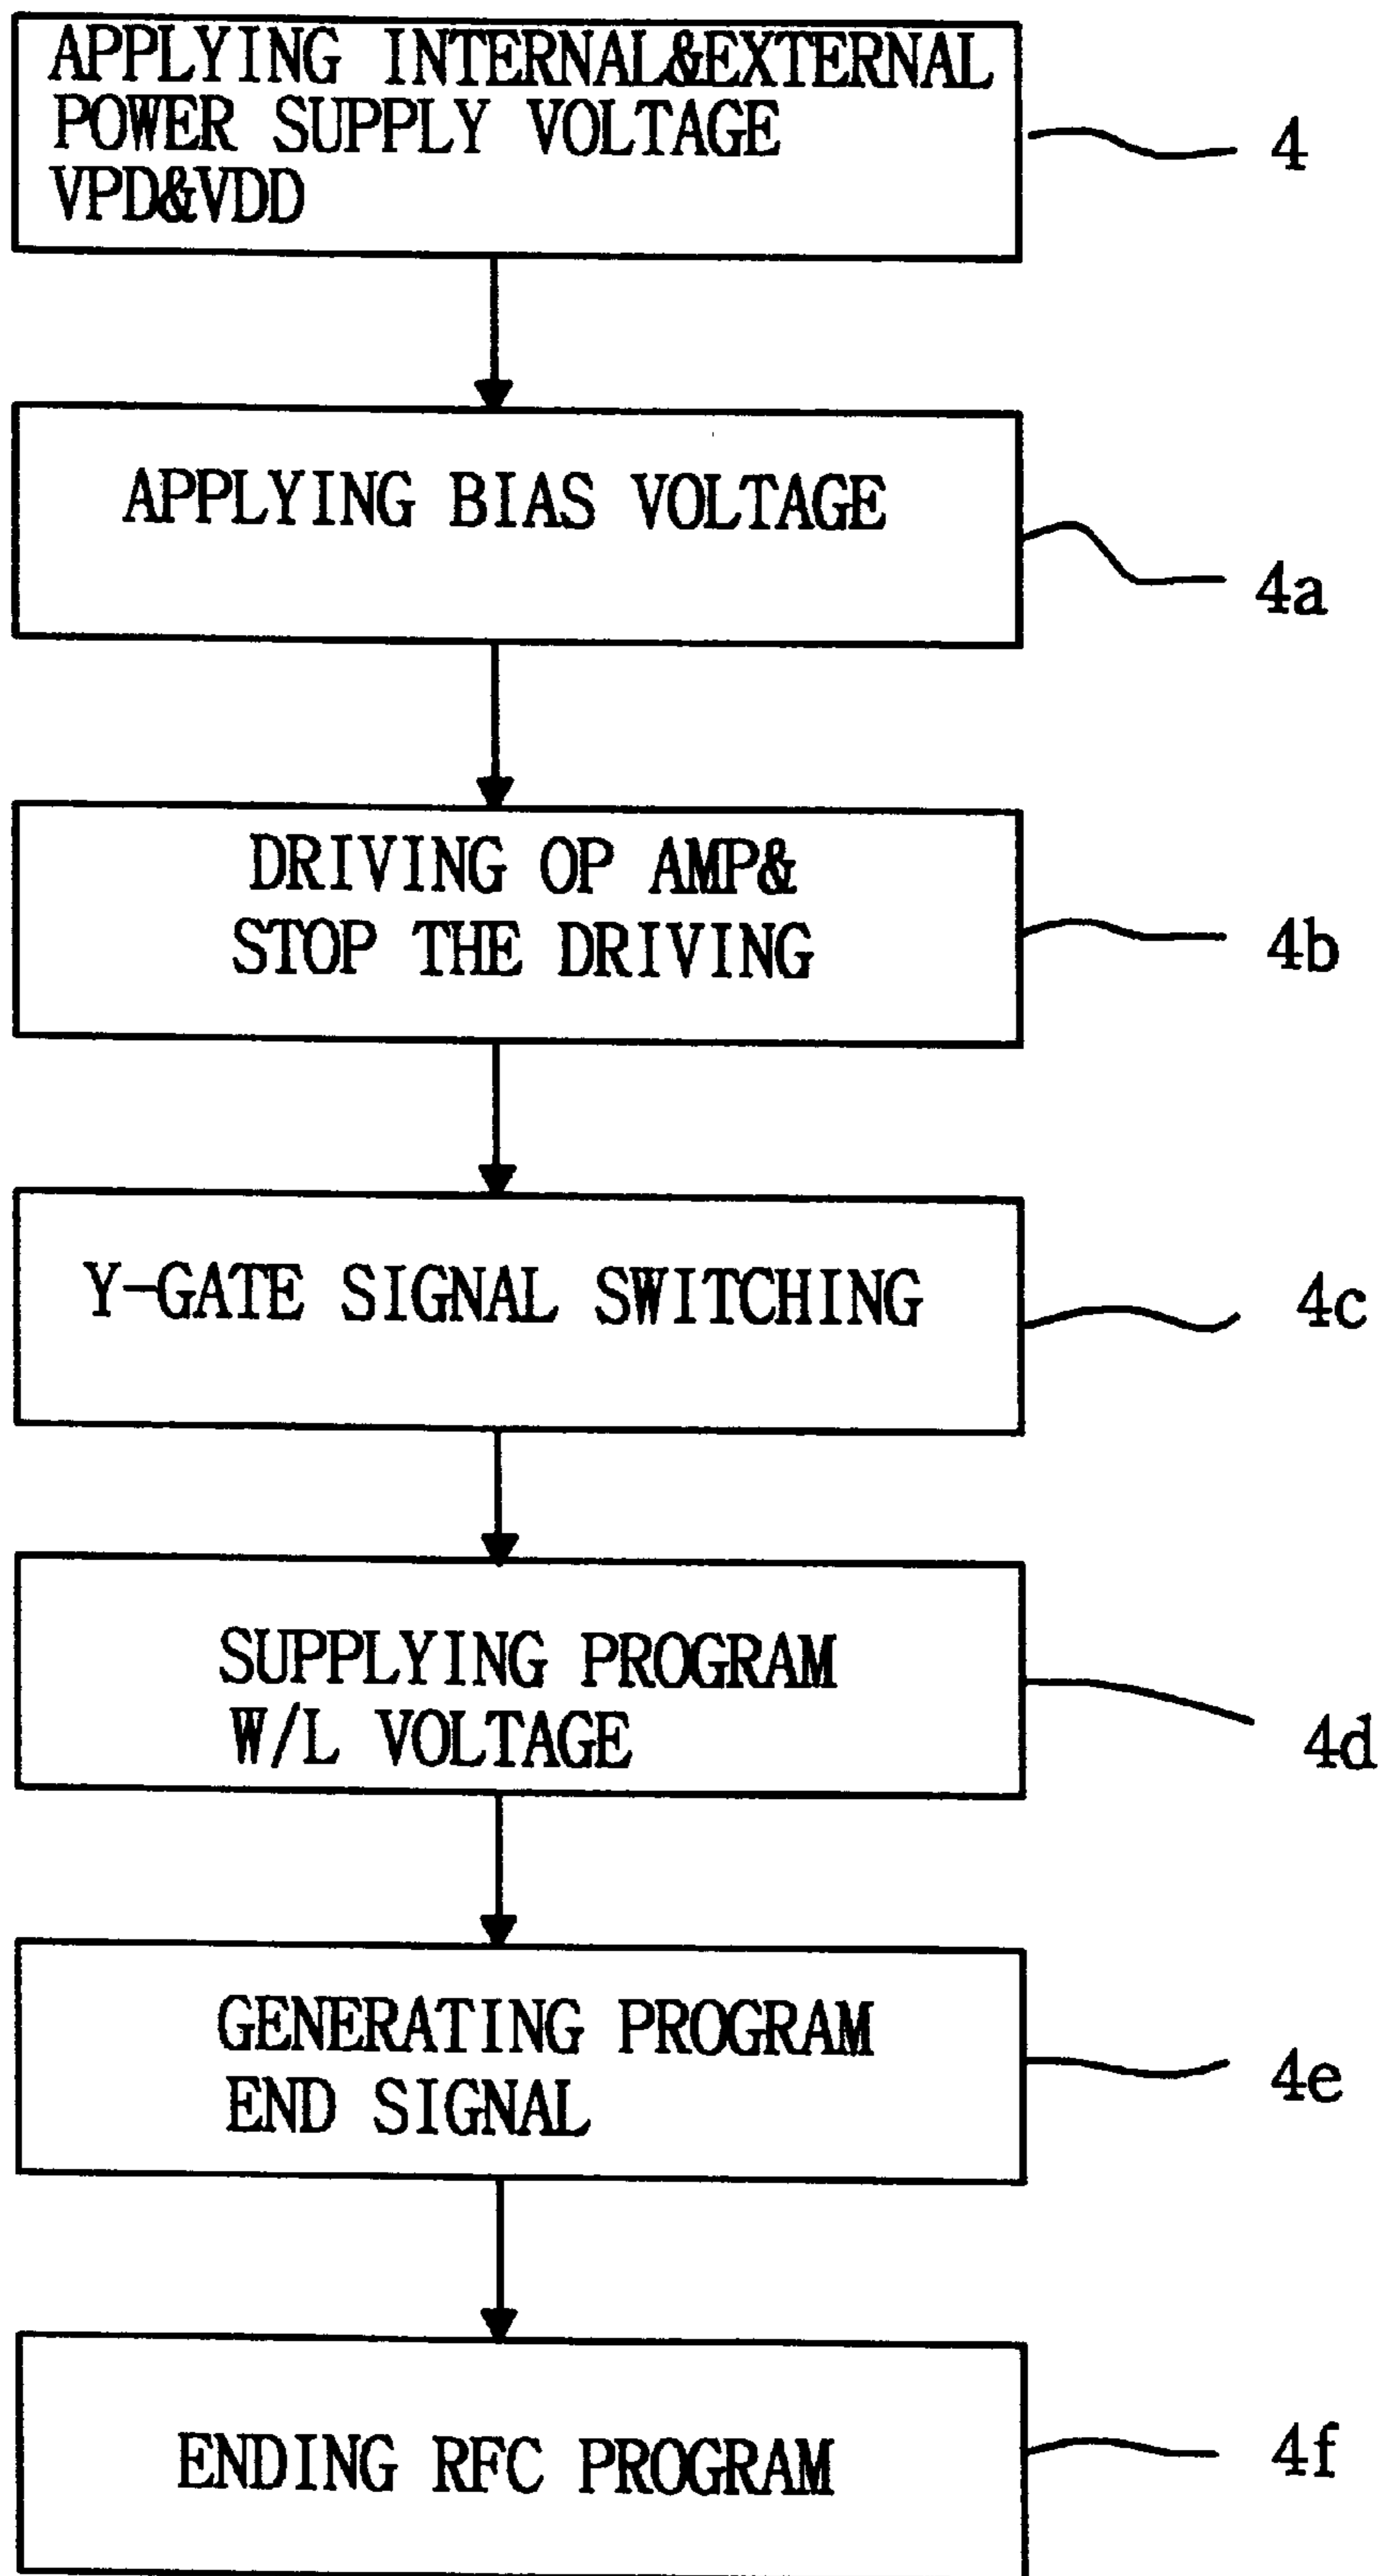 APPLYING INTERNAL&EXTERNAL
POWER SUPPLY VOLTAGE
VPD&VDD
4
APPLYING BIAS VOLTAGE
4a
DRIVING OP AMP&
STOP THE DRIVING
4b
Y-GATE SIGNAL SWITCHING
4c
SUPPLYING PROGRAM
W/L VOLTAGE
4d
GENERATING PROGRAM
END SIGNAL
4e
ENDING RFC PROGRAM
4f